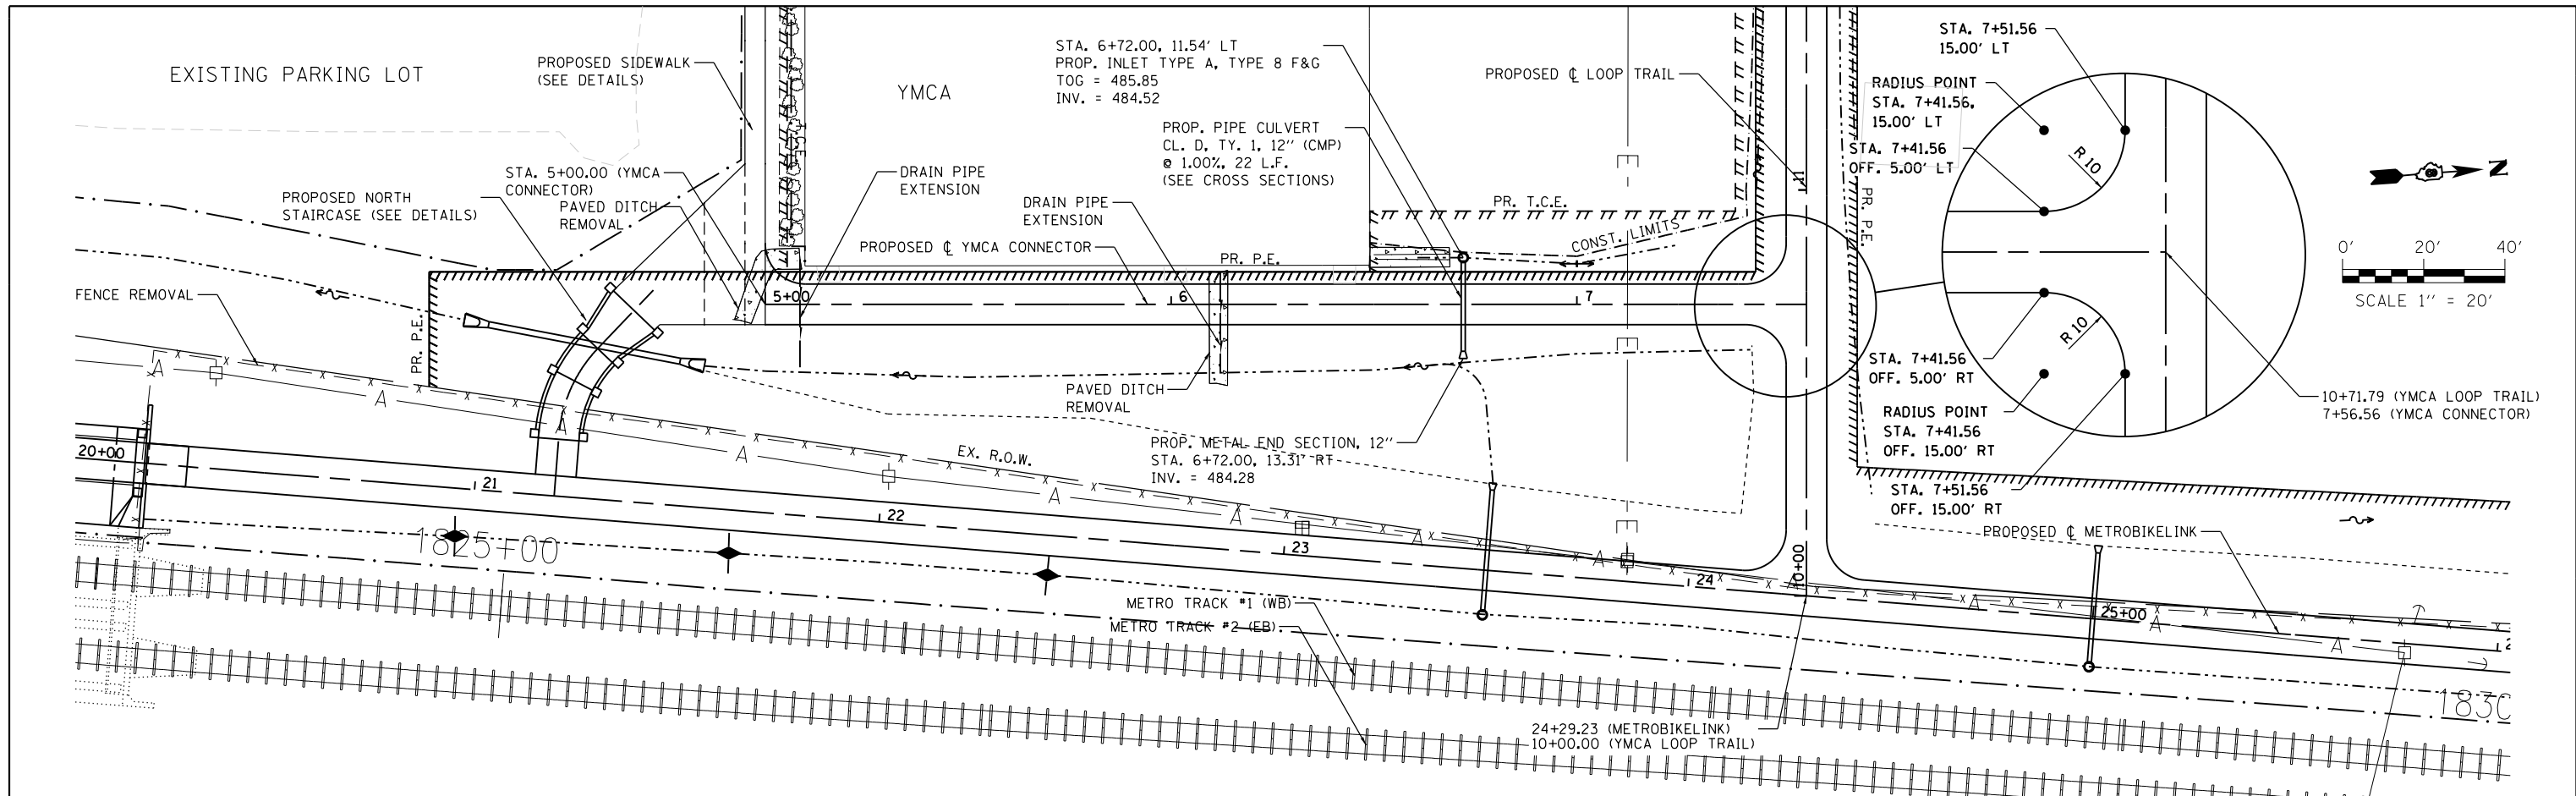 EXISTING PARKING LOT
PROPOSED SIDEWALK
(SEE DETAILS)
YMCA
T.C.E.
STA. 6+72.00, 11.54' LT
PROP. INLET TYPE A, TYPE 8 F&G
TOG = 485.85
INV. = 484.52
PROP. PIPE CULVERT
CL. D, TY. 1, 12" (CMP)
@ 1.00%, 22 L.F.
(SEE CROSS SECTIONS)
PROPOSED ℄ LOOP TRAIL
STA. 7+51.56
15.00' LT
RADIUS POINT
STA. 7+41.56,
15.00' LT
STA. 7+41.56
OFF. 5.00' LT
R 10
N
0' 20' 40'
SCALE 1" = 20'
STA. 5+00.00 (YMCA
CONNECTOR)
DRAIN PIPE
EXTENSION
PROPOSED NORTH
STAIRCASE (SEE DETAILS)
PAVED DITCH
REMOVAL
DRAIN PIPE
EXTENSION
PROPOSED ℄ YMCA CONNECTOR
PR. T.C.E.
CONST. LIMITS
PR. P.E.
PR. P.E.
11
5+00
6
7
FENCE REMOVAL
PR. P.E.
R 10
STA. 7+41.56
OFF. 5.00' RT
RADIUS POINT
STA. 7+41.56
OFF. 15.00' RT
STA. 7+51.56
OFF. 15.00' RT
10+71.79 (YMCA LOOP TRAIL)
7+56.56 (YMCA CONNECTOR)
PAVED DITCH
REMOVAL
PROP. METAL END SECTION, 12"
STA. 6+72.00, 13.31' RT
INV. = 484.28
EX. R.O.W.
A A A A A A A A A A A
20+00
21
22
23
24
10+00
25+00
PROPOSED ℄ METROBIKELINK
1825+00
METRO TRACK #1 (WB)
METRO TRACK #2 (EB)
24+29.23 (METROBIKELINK)
10+00.00 (YMCA LOOP TRAIL)
1830